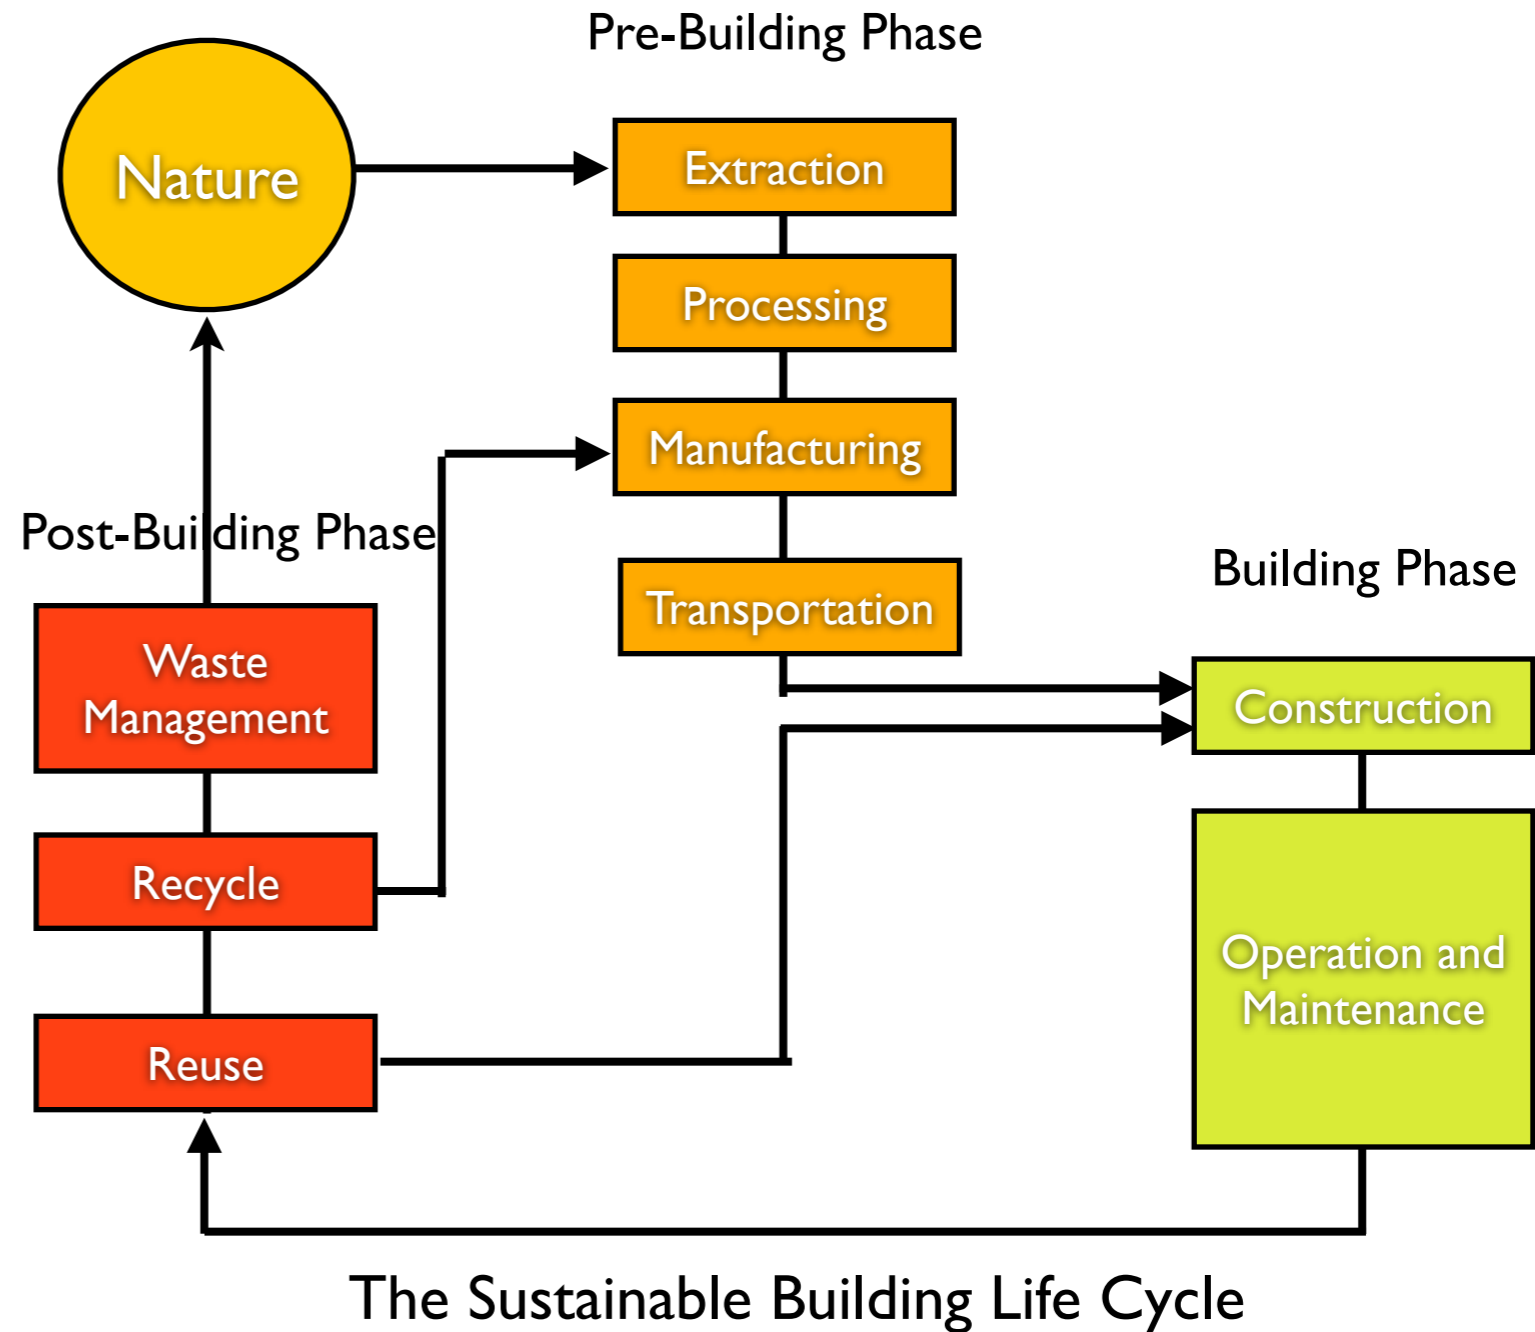 Pre-Building Phase
Nature
Extraction
Processing
Manufacturing
Transportation
Post-Building Phase
Waste
Management
Recycle
Reuse
Building Phase
Construction
Operation and
Maintenance
The Sustainable Building Life Cycle